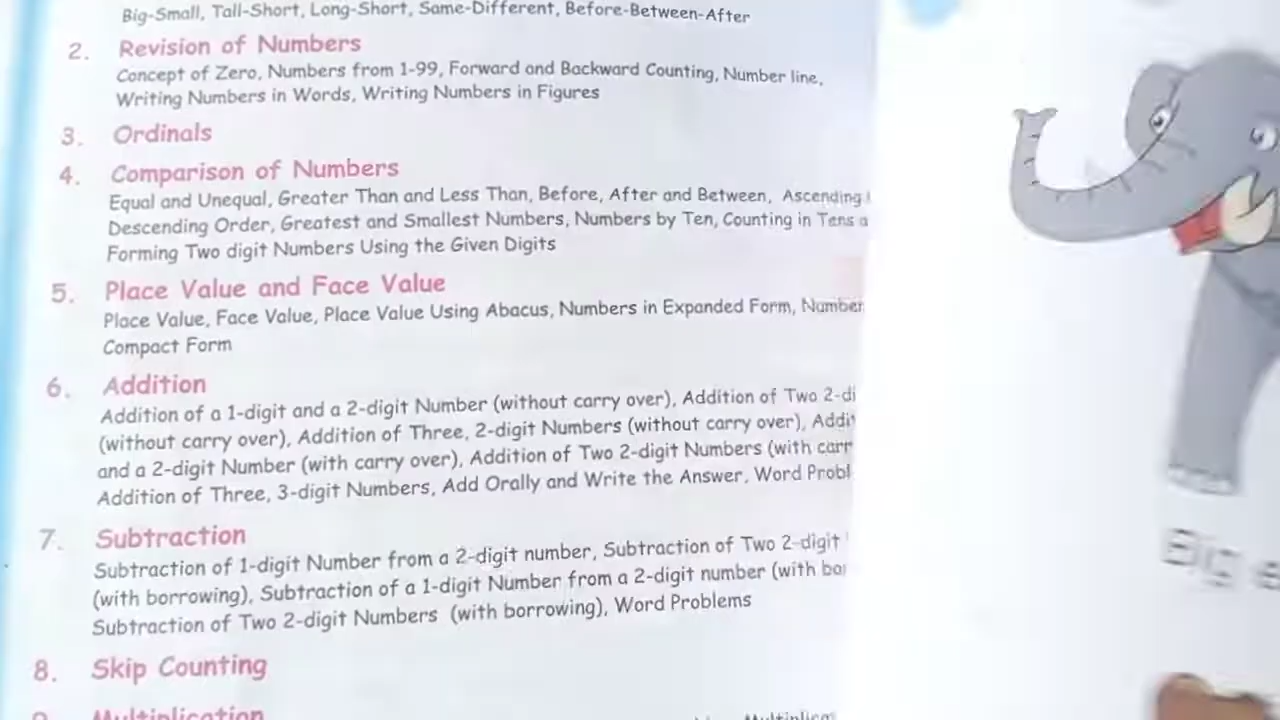 Big-Small, Tall-Short, Long-Short, Same-Different, Before-Between-After
2. Revision of Numbers
Concept of Zero, Numbers from 1-99, Forward and Backward Counting, Number line,
Writing Numbers in Words, Writing Numbers in Figures
3. Ordinals
4. Comparison of Numbers
Equal and Unequal, Greater Than and Less Than, Before, After and Between, Ascending
Descending Order, Greatest and Smallest Numbers, Numbers by Ten, Counting in Tens a
Forming Two digit Numbers Using the Given Digits
5. Place Value and Face Value
Place Value, Face Value, Place Value Using Abacus, Numbers in Expanded Form, Number
Compact Form
6. Addition
Addition of a 1-digit and a 2-digit Number (without carry over), Addition of Two 2-di
(without carry over), Addition of Three, 2-digit Numbers (without carry over), Addi
and a 2-digit Number (with carry over), Addition of Two 2-digit Numbers (with carr
Addition of Three, 3-digit Numbers, Add Orally and Write the Answer, Word Probl
7. Subtraction
Subtraction of 1-digit Number from a 2-digit number, Subtraction of Two 2-digit
(with borrowing), Subtraction of a 1-digit Number from a 2-digit number (with bor
Subtraction of Two 2-digit Numbers (with borrowing), Word Problems
8. Skip Counting
9. Multiplication
Big